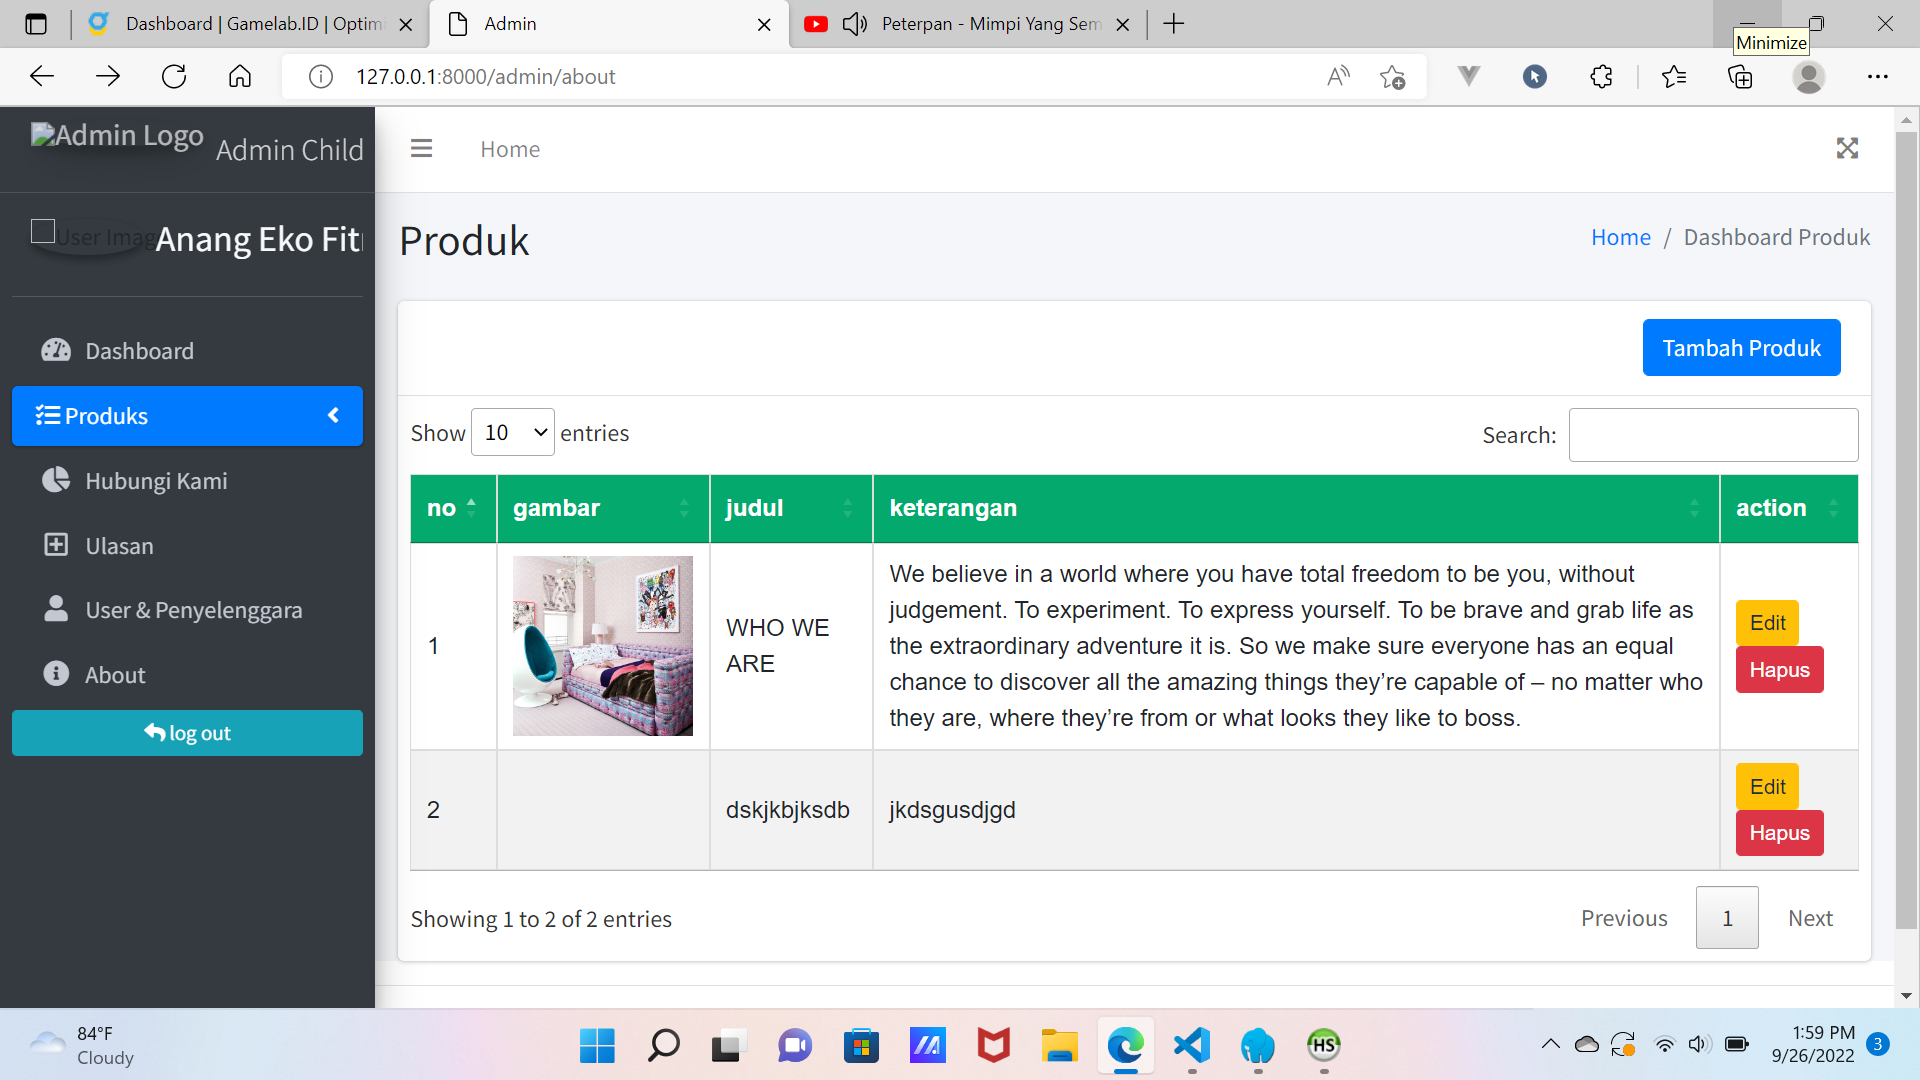 Dashboard | Gamelab.ID | Optimi
Admin
Peterpan - Mimpi Yang Sem
Minimize
127.0.0.1:8000/admin/about
Admin Logo
Admin Child
Home
User Imag
Anang Eko Fit
Produk
Home / Dashboard Produk
Dashboard
Produks
Hubungi Kami
Ulasan
User & Penyelenggara
About
log out
Tambah Produk
Show 10 entries
Search:
no gambar judul keterangan action
1
WHO WE
ARE
We believe in a world where you have total freedom to be you, without
judgement. To experiment. To express yourself. To be brave and grab life as
the extraordinary adventure it is. So we make sure everyone has an equal
chance to discover all the amazing things they’re capable of – no matter who
they are, where they’re from or what looks they like to boss.
Edit
Hapus
2 dskjkbjksdb jkdsgusdjgd
Edit
Hapus
Showing 1 to 2 of 2 entries
Previous 1 Next
84°F
Cloudy
HS
1:59 PM
9/26/2022
3